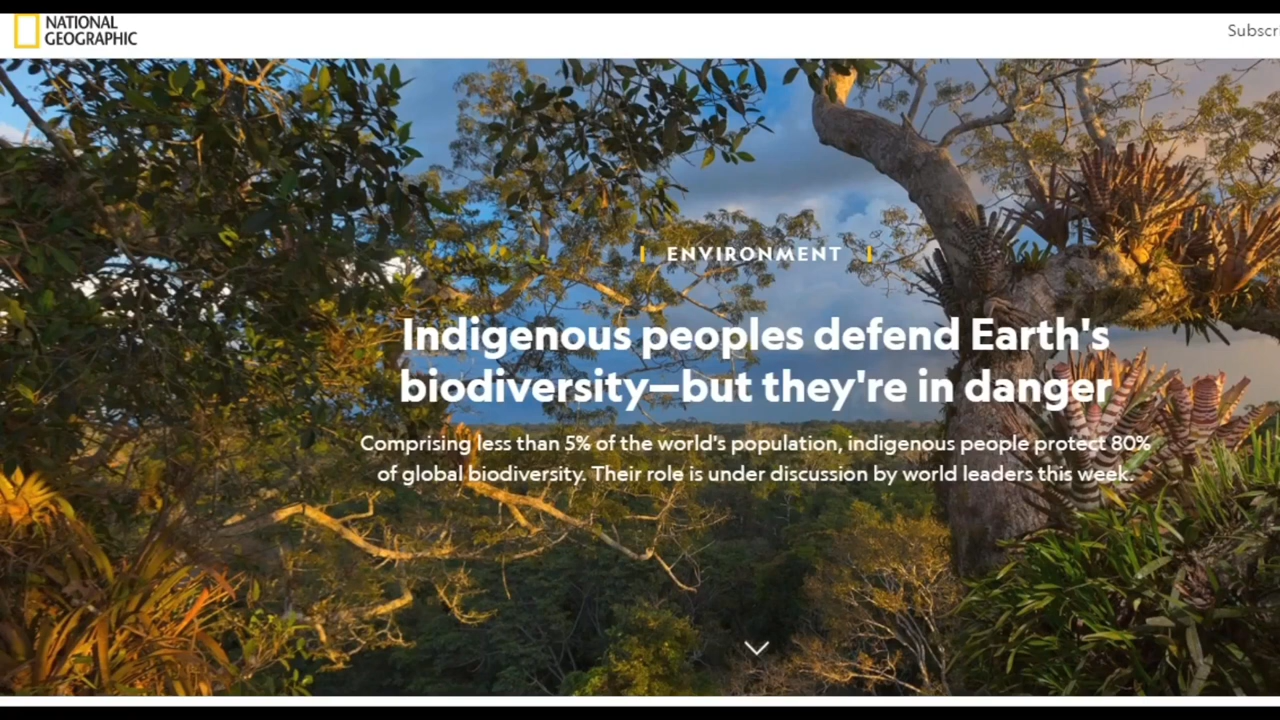 NATIONAL
GEOGRAPHIC
Subscri
ENVIRONMENT
Indigenous peoples defend Earth's
biodiversity—but they're in danger
Comprising less than 5% of the world's population, indigenous people protect 80%
of global biodiversity. Their role is under discussion by world leaders this week.